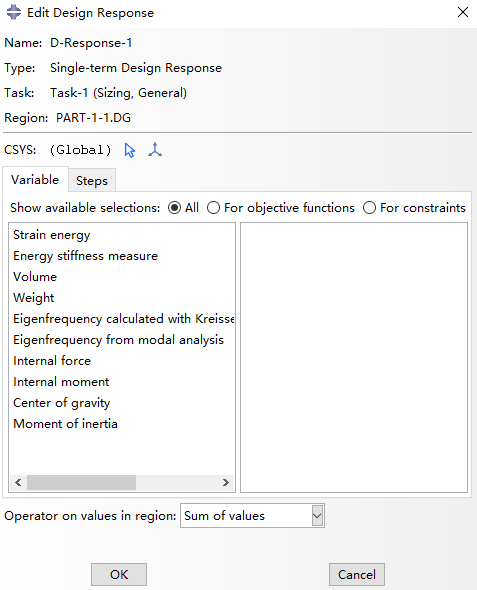 Edit Design Response
Name: D-Response-1
Type: Single-term Design Response
Task: Task-1 (Sizing, General)
Region: PART-1-1.DG
CSYS: (Global)
Variable Steps
Show available selections: All For objective functions For constraints
Strain energy
Energy stiffness measure
Volume
Weight
Eigenfrequency calculated with Kreisse
Eigenfrequency from modal analysis
Internal force
Internal moment
Center of gravity
Moment of inertia
Operator on values in region: Sum of values
OK Cancel